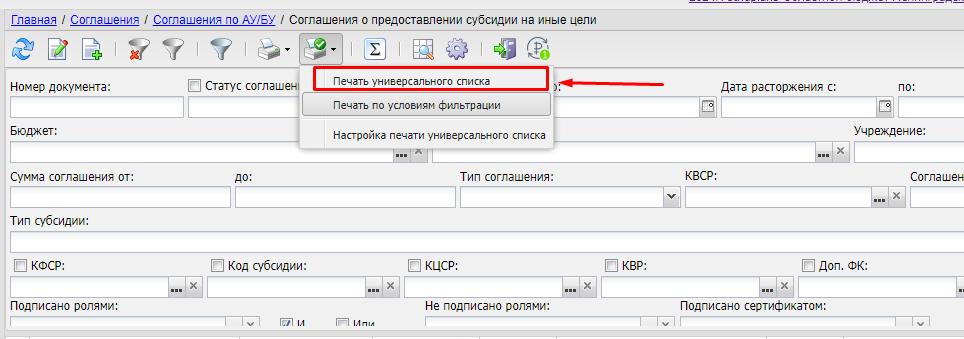 Главная / Соглашения / Соглашения по АУ/БУ / Соглашения о предоставлении субсидии на иные цели
Печать универсального списка
Печать по условиям фильтрации
Настройка печати универсального списка
Номер документа: Статус соглашен о: Дата расторжения с: по:
Бюджет: Учреждение:
Сумма соглашения от: до: Тип соглашения: КВСР: Соглашен
Тип субсидии:
КФСР: Код субсидии: КЦСР: КВР: Доп. ФК:
Подписано ролями: Не подписано ролями: Подписано сертификатом:
И Или